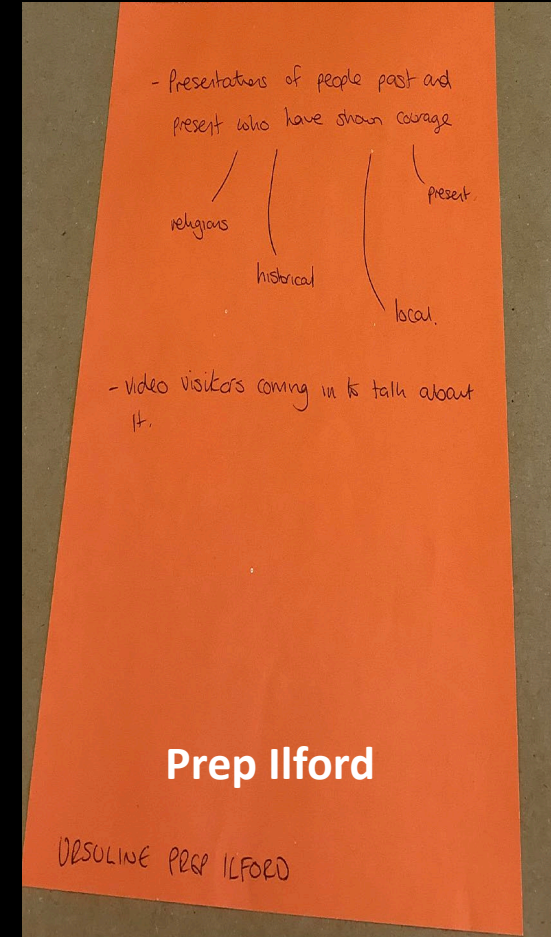 - Presentations of people past and
present who have shown courage
present.
religious
historical
local.
- video visitors coming in to talk about
it.
Prep Ilford
URSULINE PREP ILFORD